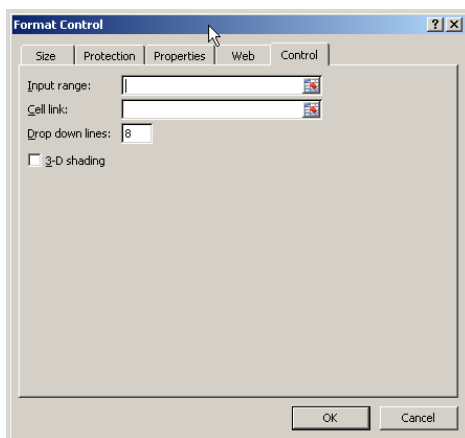 Format Control
Size Protection Properties Web Control
Input range:
Cell link:
Drop down lines: 8
3-D shading
OK Cancel